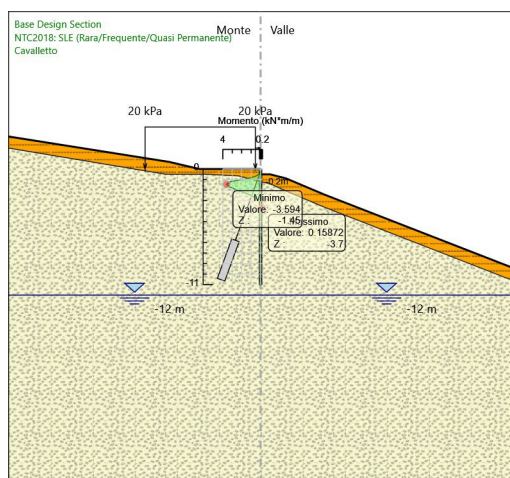 Base Design Section
NTC2018: SLE (Rara/Frequente/Quasi Permanente)
Cavalletto
Monte Valle
20 kPa 20 kPa
Momento (kN*m/m)
4 0.2
0
-0.2m
Minimo
Valore: -3.594
Z : -1.45
Valore: 0.15872
Z : -3.7
-11
-12 m -12 m